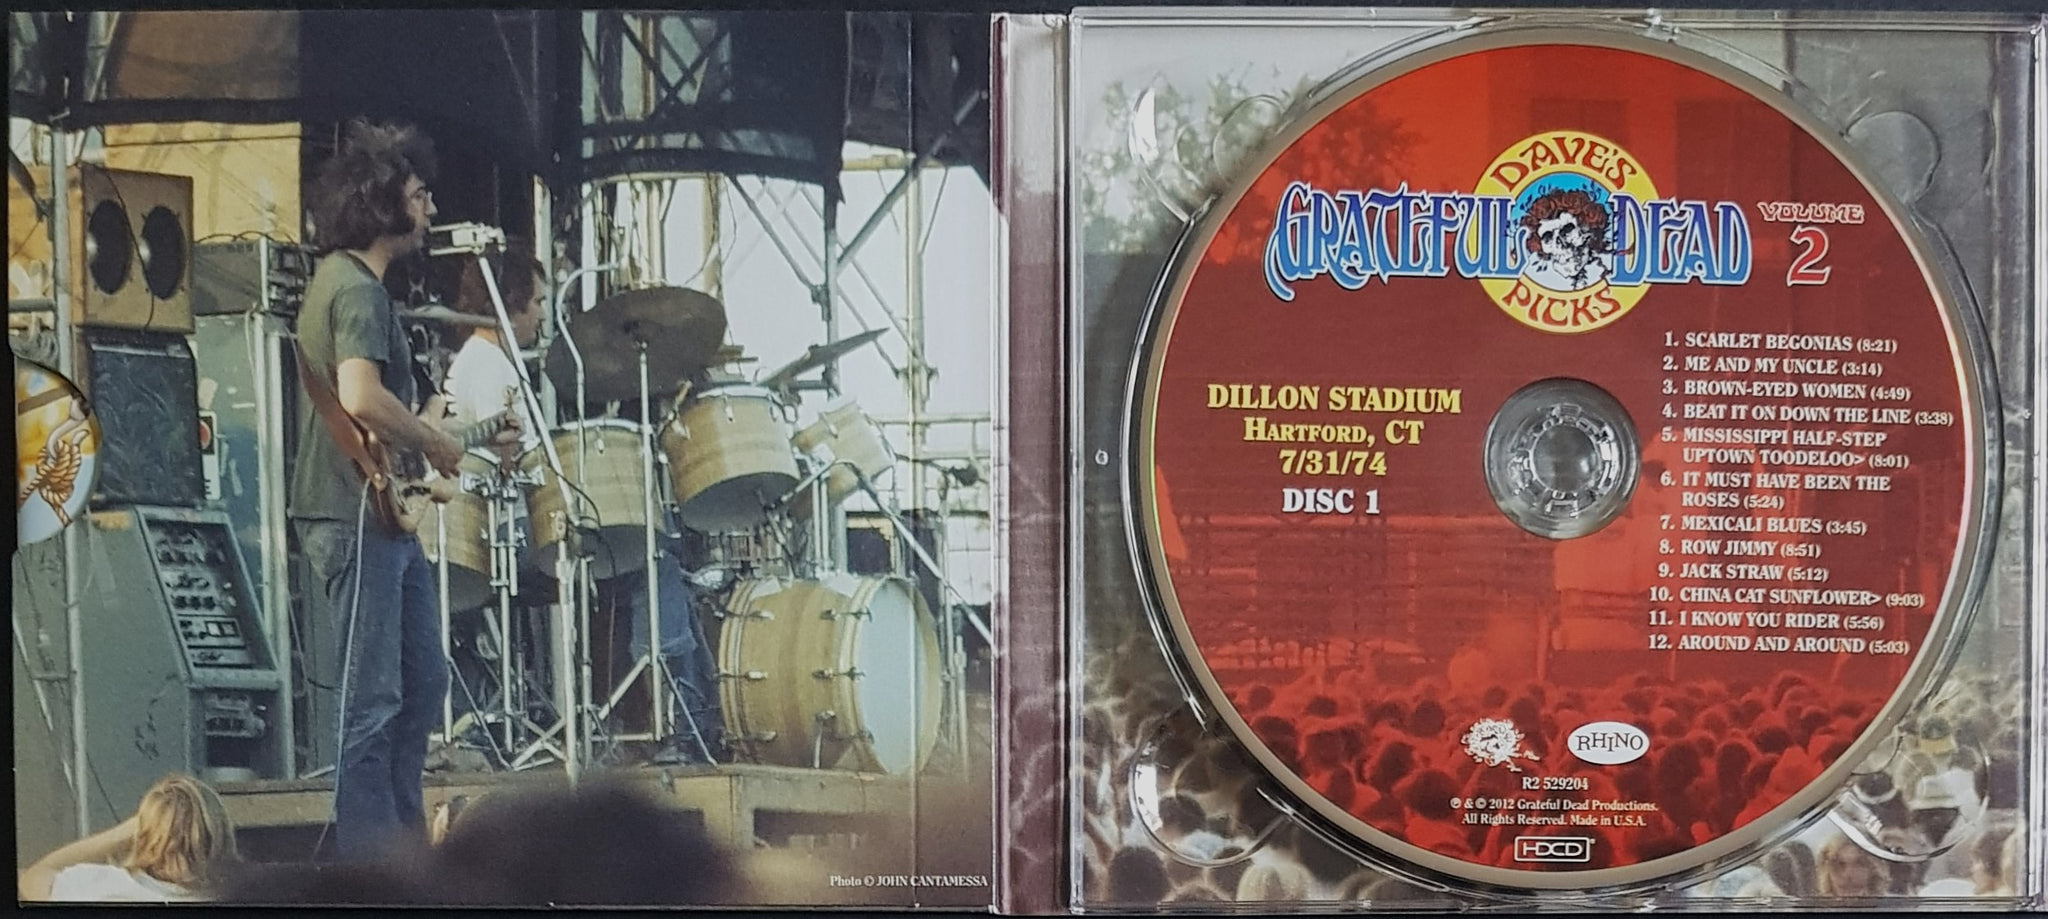 DAVE'S
GRATEFUL DEAD
PICKS
VOLUME
2
DILLON STADIUM
HARTFORD, CT
7/31/74
DISC 1
1. SCARLET BEGONIAS (8:21)
2. ME AND MY UNCLE (3:14)
3. BROWN-EYED WOMEN (4:49)
4. BEAT IT ON DOWN THE LINE (3:38)
5. MISSISSIPPI HALF-STEP
UPTOWN TOODELOO> (8:01)
6. IT MUST HAVE BEEN THE
ROSES (5:24)
7. MEXICALI BLUES (3:45)
8. ROW JIMMY (8:51)
9. JACK STRAW (5:12)
10. CHINA CAT SUNFLOWER> (9:03)
11. I KNOW YOU RIDER (5:56)
12. AROUND AND AROUND (5:03)
RHINO
R2 529204
℗ & © 2012 Grateful Dead Productions.
All Rights Reserved. Made in U.S.A.
HDCD®
Photo © JOHN CANTAMESSA